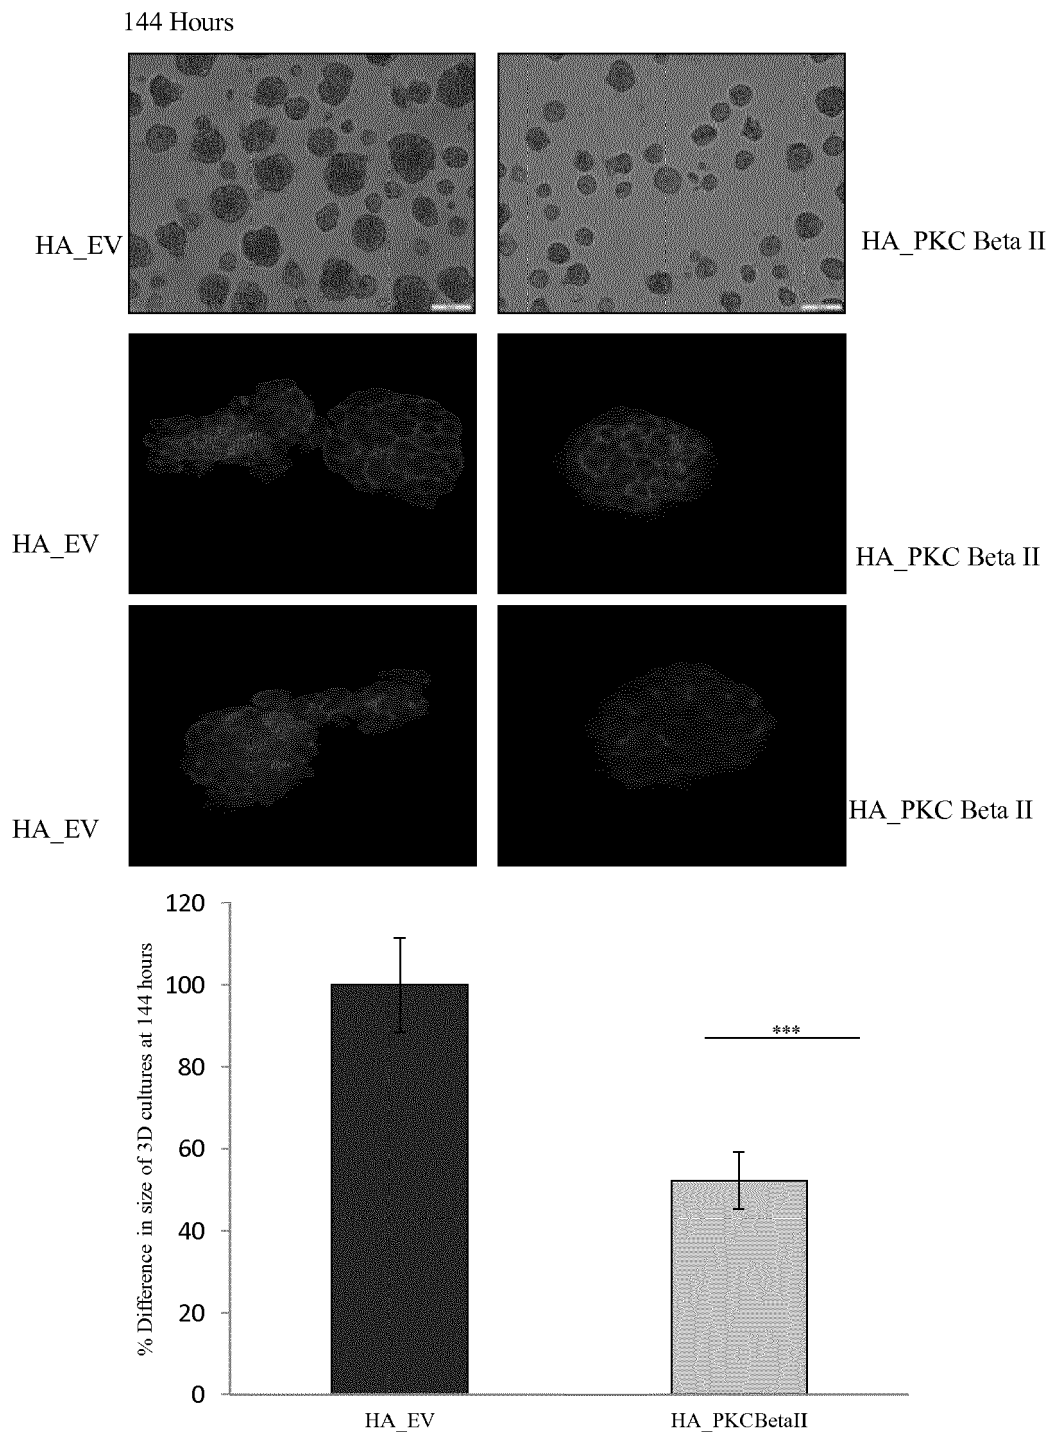 144 Hours
HA_EV
HA_PKC Beta II
HA_EV
HA_PKC Beta II
HA_EV
HA_PKC Beta II
% Difference in size of 3D cultures at 144 hours
120
100
80
60
40
20
0
***
HA_EV
HA_PKCBetaII